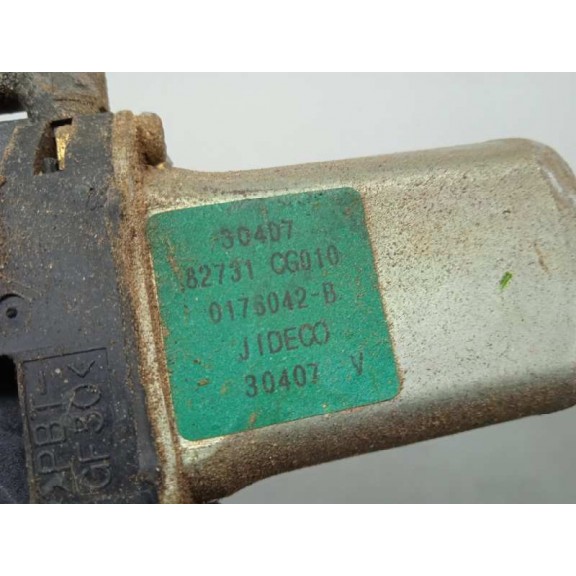 30407
82731 CG010
0176042-B
JIDECO
30407 V
>PBT-
GF30<